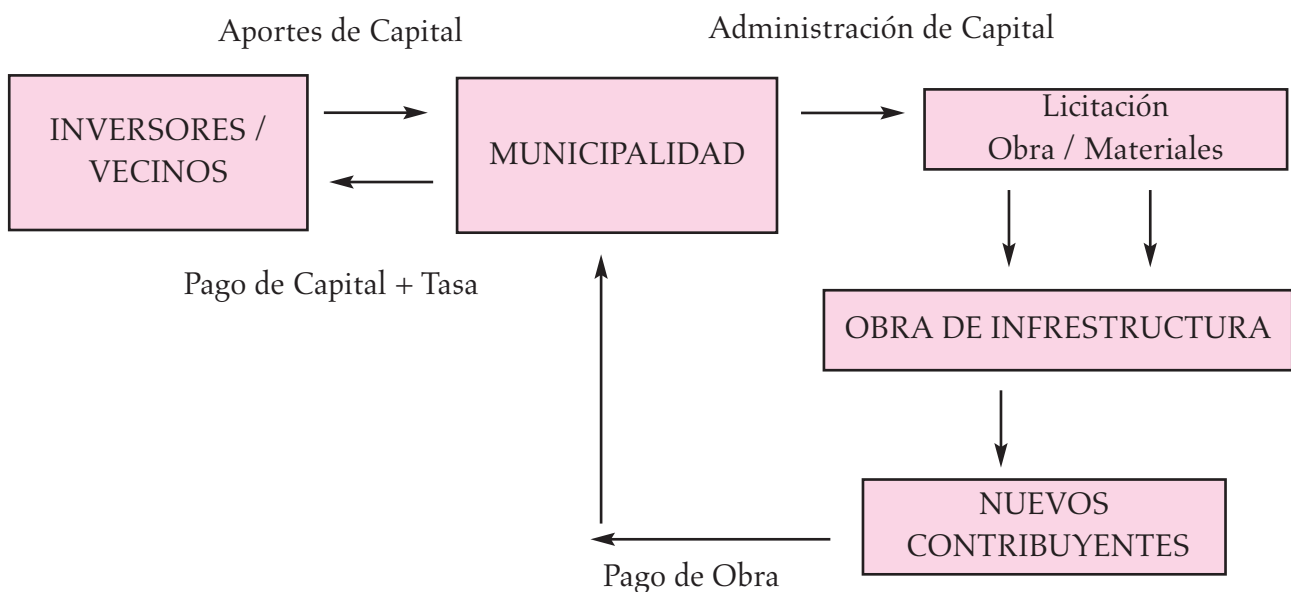 Aportes de Capital
Administración de Capital
INVERSORES /
VECINOS
MUNICIPALIDAD
Licitación
Obra / Materiales
Pago de Capital + Tasa
OBRA DE INFRESTRUCTURA
NUEVOS
CONTRIBUYENTES
Pago de Obra